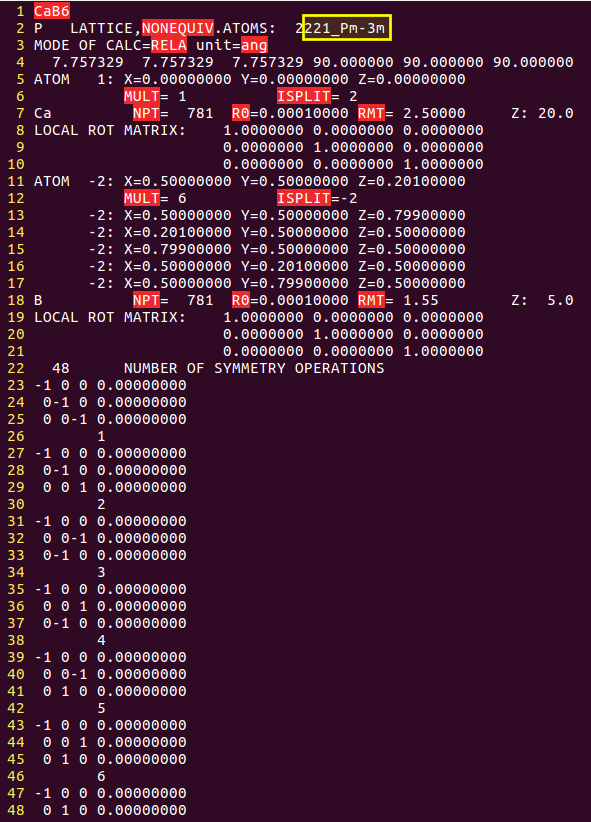 1 CaB6
2 P   LATTICE,NONEQUIV.ATOMS:  2221_Pm-3m
3 MODE OF CALC=RELA unit=ang
4   7.757329  7.757329  7.757329 90.000000 90.000000 90.000000
5 ATOM   1: X=0.00000000 Y=0.00000000 Z=0.00000000
6           MULT= 1          ISPLIT= 2
7 Ca         NPT=  781  R0=0.00010000 RMT= 2.50000     Z: 20.0
8 LOCAL ROT MATRIX:    1.0000000 0.0000000 0.0000000
9                      0.0000000 1.0000000 0.0000000
10                      0.0000000 0.0000000 1.0000000
11 ATOM  -2: X=0.50000000 Y=0.50000000 Z=0.20100000
12           MULT= 6          ISPLIT=-2
13       -2: X=0.50000000 Y=0.50000000 Z=0.79900000
14       -2: X=0.20100000 Y=0.50000000 Z=0.50000000
15       -2: X=0.79900000 Y=0.50000000 Z=0.50000000
16       -2: X=0.50000000 Y=0.20100000 Z=0.50000000
17       -2: X=0.50000000 Y=0.79900000 Z=0.50000000
18 B          NPT=  781  R0=0.00010000 RMT= 1.55        Z:  5.0
19 LOCAL ROT MATRIX:    1.0000000 0.0000000 0.0000000
20                      0.0000000 1.0000000 0.0000000
21                      0.0000000 0.0000000 1.0000000
22   48      NUMBER OF SYMMETRY OPERATIONS
23 -1 0 0 0.00000000
24  0-1 0 0.00000000
25  0 0-1 0.00000000
26        1
27 -1 0 0 0.00000000
28  0-1 0 0.00000000
29  0 0 1 0.00000000
30        2
31 -1 0 0 0.00000000
32  0 0-1 0.00000000
33  0-1 0 0.00000000
34        3
35 -1 0 0 0.00000000
36  0 0 1 0.00000000
37  0-1 0 0.00000000
38        4
39 -1 0 0 0.00000000
40  0 0-1 0.00000000
41  0 1 0 0.00000000
42        5
43 -1 0 0 0.00000000
44  0 0 1 0.00000000
45  0 1 0 0.00000000
46        6
47 -1 0 0 0.00000000
48  0 1 0 0.00000000